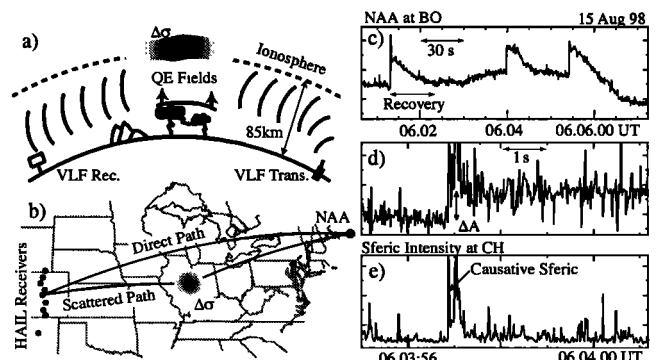 a)
Δσ
Ionosphere
QE Fields
85km
VLF Rec.
VLF Trans.
b)
NAA
Direct Path
Scattered Path
Δσ
HAIL Receivers
NAA at BO
15 Aug 98
c)
30 s
Recovery
06.02
06.04
06.06.00 UT
d)
1 s
ΔA
Sferic Intensity at CH
e)
Causative Sferic
06.03:56
06.04.00 UT